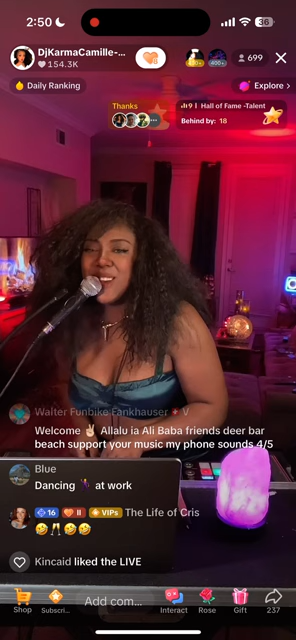 2:50
36
DjKarmaCamille-...
154.3K
400+
699
Daily Ranking
Explore >
Thanks
9 | Hall of Fame -Talent
Behind by: 18
Walter Funbike Fankhauser V
Welcome ✌🏻 Allalu ia Ali Baba friends deer bar
beach support your music my phone sounds 4/5
Blue
Dancing 💃🏿 at work
16 II VIPs The Life of Cris
🤣🥂🤣🤣
Kincaid liked the LIVE
Shop
Subscri...
Add com...
Interact
Rose
Gift
237